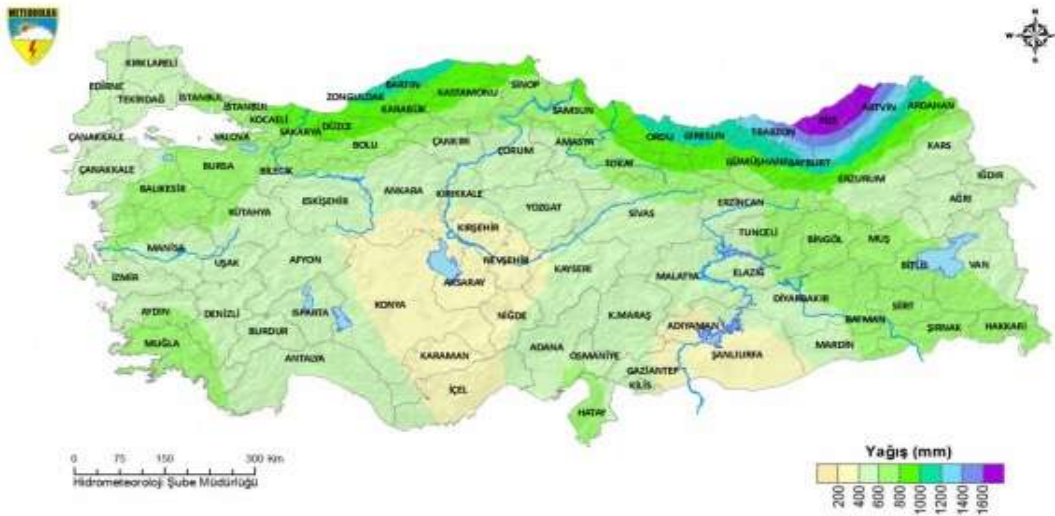 METEOROLOJİ
N
W E
S
KIRKLARELİ
EDİRNE
TEKİRDAĞ
İSTANBUL
İSTANBUL
KOCAELİ
YALOVA
SAKARYA
DÜZCE
ZONGULDAK
BARTIN
KARABÜK
KASTAMONU
SİNOP
SAMSUN
ORDU
GİRESUN
TRABZON
RİZE
ARTVİN
ARDAHAN
ÇANAKKALE
ÇANAKKALE
BURSA
BİLECİK
BOLU
ÇANKIRI
ÇORUM
AMASYA
TOKAT
GÜMÜŞHANE
BAYBURT
ERZURUM
KARS
IĞDIR
AĞRI
BALIKESİR
KÜTAHYA
ESKİŞEHİR
ANKARA
KIRIKKALE
YOZGAT
SİVAS
ERZİNCAN
TUNCELİ
BİNGÖL
MUŞ
BİTLİS
VAN
KIRŞEHİR
NEVŞEHİR
KAYSERİ
MALATYA
ELAZIĞ
DİYARBAKIR
MANİSA
İZMİR
UŞAK
AFYON
KONYA
AKSARAY
NİĞDE
K.MARAŞ
ADIYAMAN
BATMAN
SİİRT
ŞIRNAK
HAKKARİ
AYDIN
DENİZLİ
BURDUR
ISPARTA
MUĞLA
ANTALYA
KARAMAN
İÇEL
ADANA
OSMANİYE
GAZİANTEP
KİLİS
ŞANLIURFA
MARDİN
HATAY
0 75 150 300 Km
Hidrometeoroloji Şube Müdürlüğü
Yağış (mm)
200 400 600 800 1000 1200 1400 1600